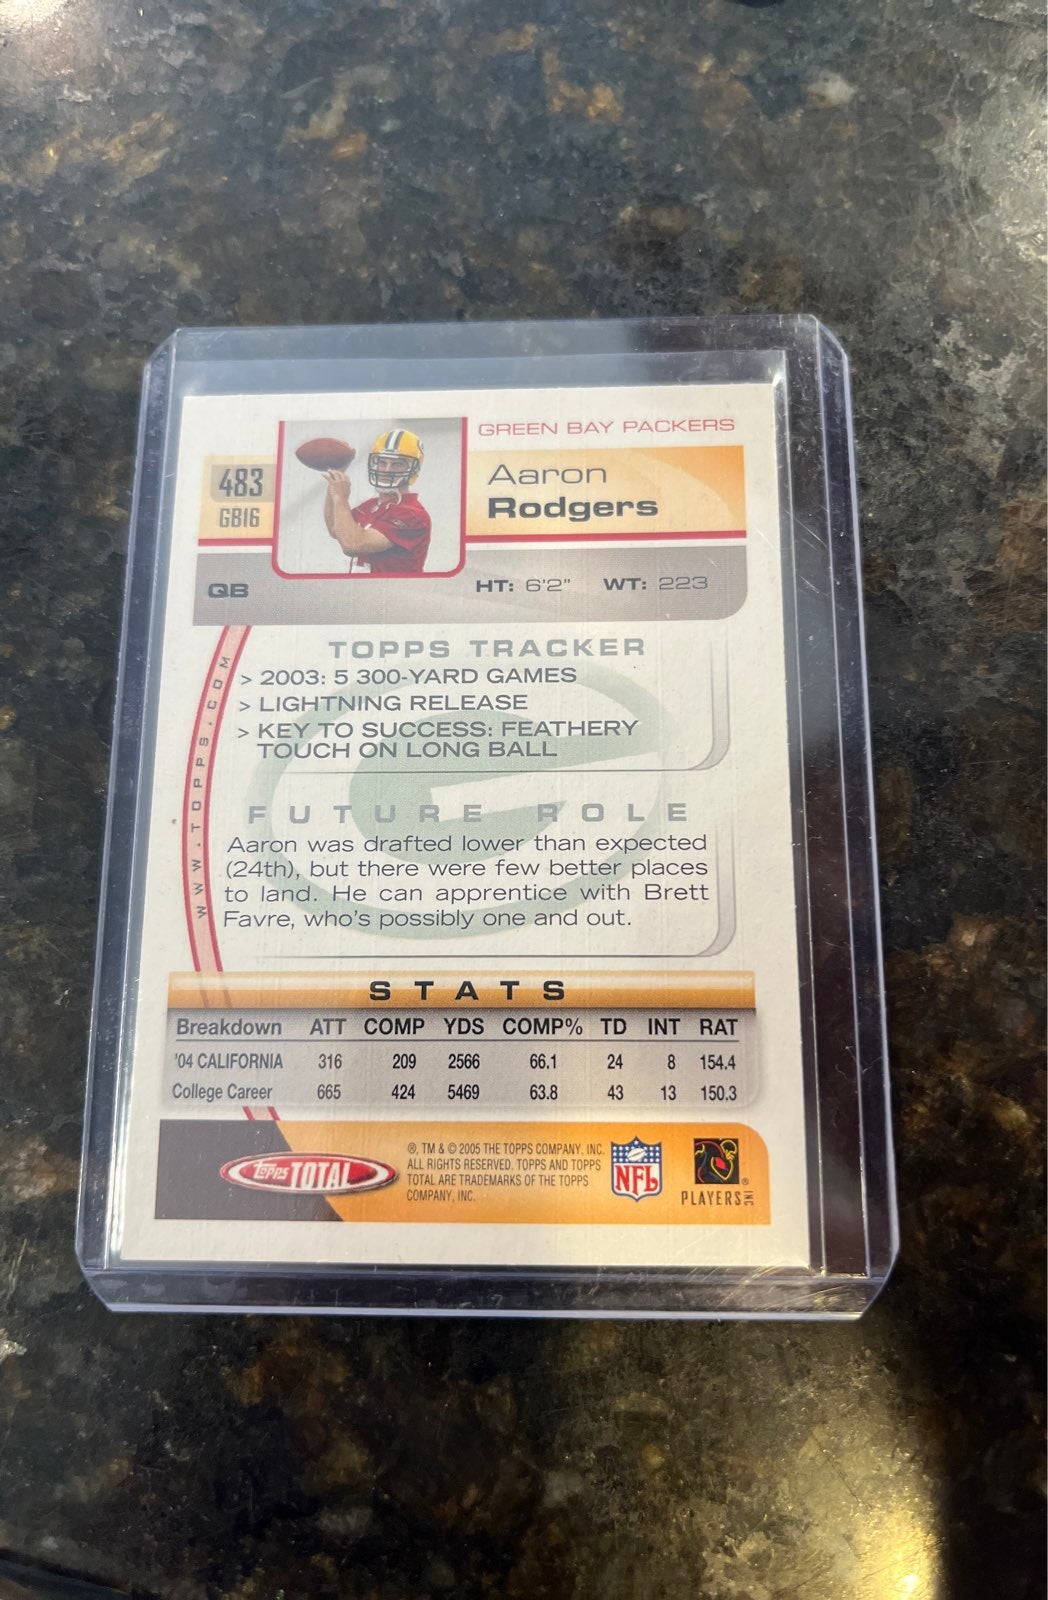 GREEN BAY PACKERS
483
GB16
Aaron
Rodgers
QB
HT: 6'2" WT: 223
WWW.TOPPS.COM
TOPPS TRACKER
> 2003: 5 300-YARD GAMES
> LIGHTNING RELEASE
> KEY TO SUCCESS: FEATHERY
TOUCH ON LONG BALL
FUTURE ROLE
Aaron was drafted lower than expected
(24th), but there were few better places
to land. He can apprentice with Brett
Favre, who's possibly one and out.
STATS
Breakdown ATT COMP YDS COMP% TD INT RAT
'04 CALIFORNIA 316 209 2566 66.1 24 8 154.4
College Career 665 424 5469 63.8 43 13 150.3
topps TOTAL
®, TM & © 2005 THE TOPPS COMPANY, INC.
ALL RIGHTS RESERVED. TOPPS AND TOPPS
TOTAL ARE TRADEMARKS OF THE TOPPS
COMPANY, INC.
NFL
PLAYERS INC